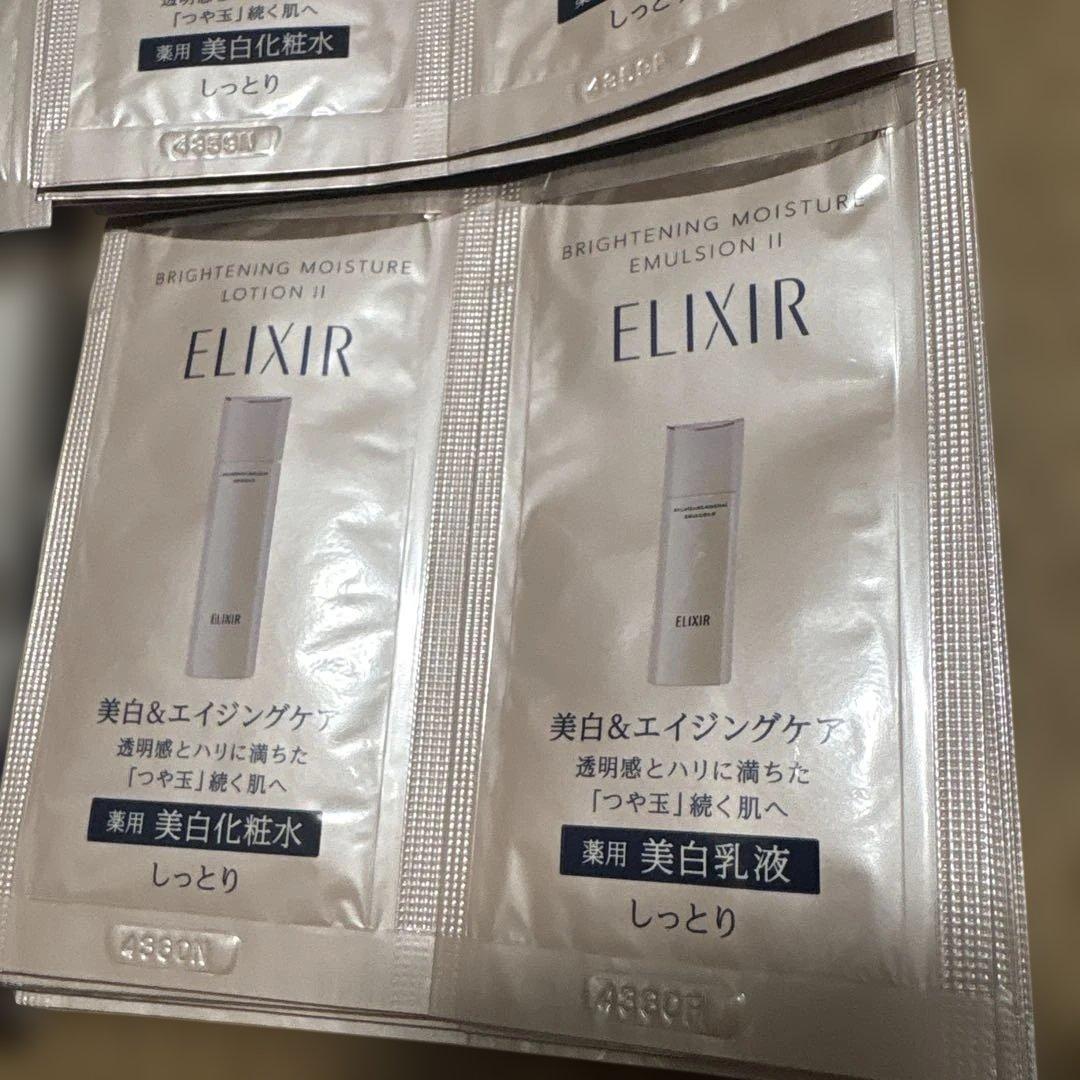 「つや玉」続く肌へ
薬用 美白化粧水
しっとり
しっとり
BRIGHTENING MOISTURE
LOTION II
ELIXIR
ELIXIR
美白&エイジングケア
透明感とハリに満ちた
「つや玉」続く肌へ
薬用 美白化粧水
しっとり
BRIGHTENING MOISTURE
EMULSION II
ELIXIR
ELIXIR
美白&エイジングケア
透明感とハリに満ちた
「つや玉」続く肌へ
薬用 美白乳液
しっとり